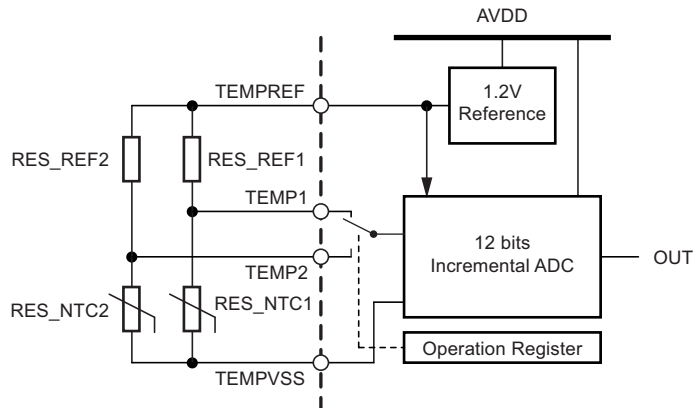 AVDD
TEMPREF
1.2V
Reference
RES_REF2
RES_REF1
TEMP1
12 bits
Incremental ADC
OUT
TEMP2
RES_NTC2
RES_NTC1
Operation Register
TEMPVSS